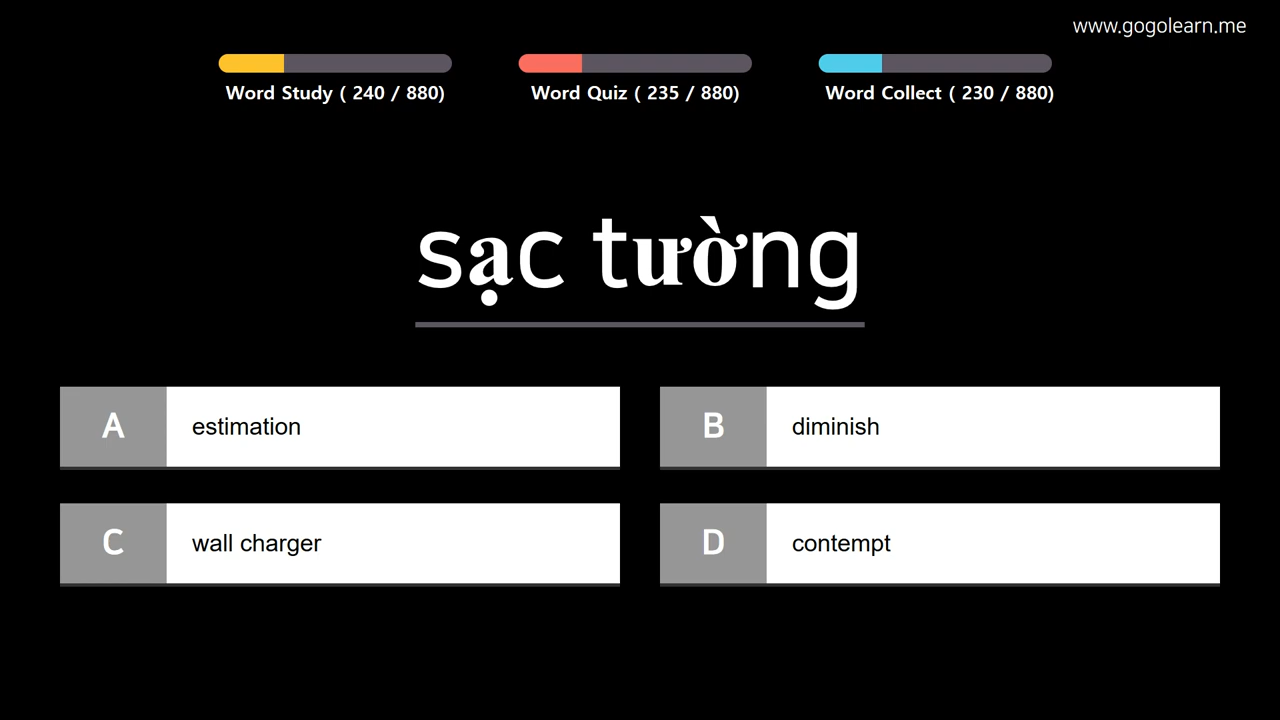 www.gogolearn.me
Word Study ( 240 / 880)
Word Quiz ( 235 / 880)
Word Collect ( 230 / 880)
sạc tường
A estimation
B diminish
C wall charger
D contempt